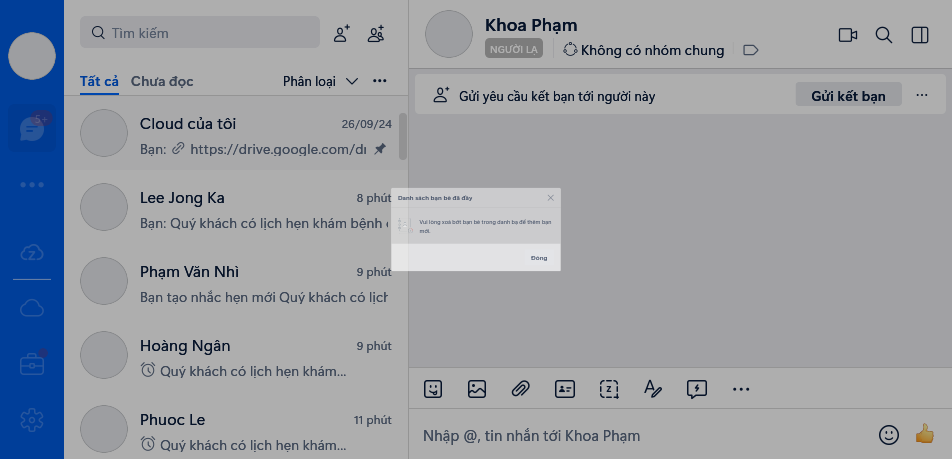 Tìm kiếm
Tất cả Chưa đọc Phân loại
5+
Cloud của tôi 26/09/24
Bạn: https://drive.google.com/dr
Lee Jong Ka 8 phút
Bạn: Quý khách có lịch hẹn khám bệnh
Phạm Văn Nhì 9 phút
Bạn tạo nhắc hẹn mới Quý khách có lịch
Hoàng Ngân 9 phút
Quý khách có lịch hẹn khám...
Phuoc Le 11 phút
Quý khách có lịch hẹn khám...
Khoa Phạm
NGƯỜI LẠ Không có nhóm chung
Gửi yêu cầu kết bạn tới người này Gửi kết bạn
Danh sách bạn bè đã đầy
Vui lòng xoá bớt bạn bè trong danh bạ để thêm bạn
mới.
Đóng
Nhập @, tin nhắn tới Khoa Phạm